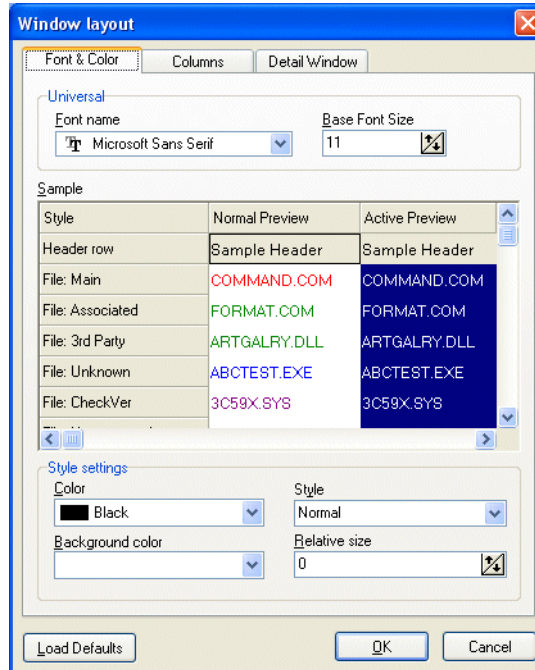 Window layout
Font & Color Columns Detail Window
Universal
Font name Base Font Size
Microsoft Sans Serif 11
Sample
Style Normal Preview Active Preview
Header row Sample Header Sample Header
File: Main COMMAND.COM COMMAND.COM
File: Associated FORMAT.COM FORMAT.COM
File: 3rd Party ARTGALRY.DLL ARTGALRY.DLL
File: Unknown ABCTEST.EXE ABCTEST.EXE
File: CheckVer 3C59X.SYS 3C59X.SYS
Style settings
Color Style
Black Normal
Background color Relative size
0
Load Defaults OK Cancel